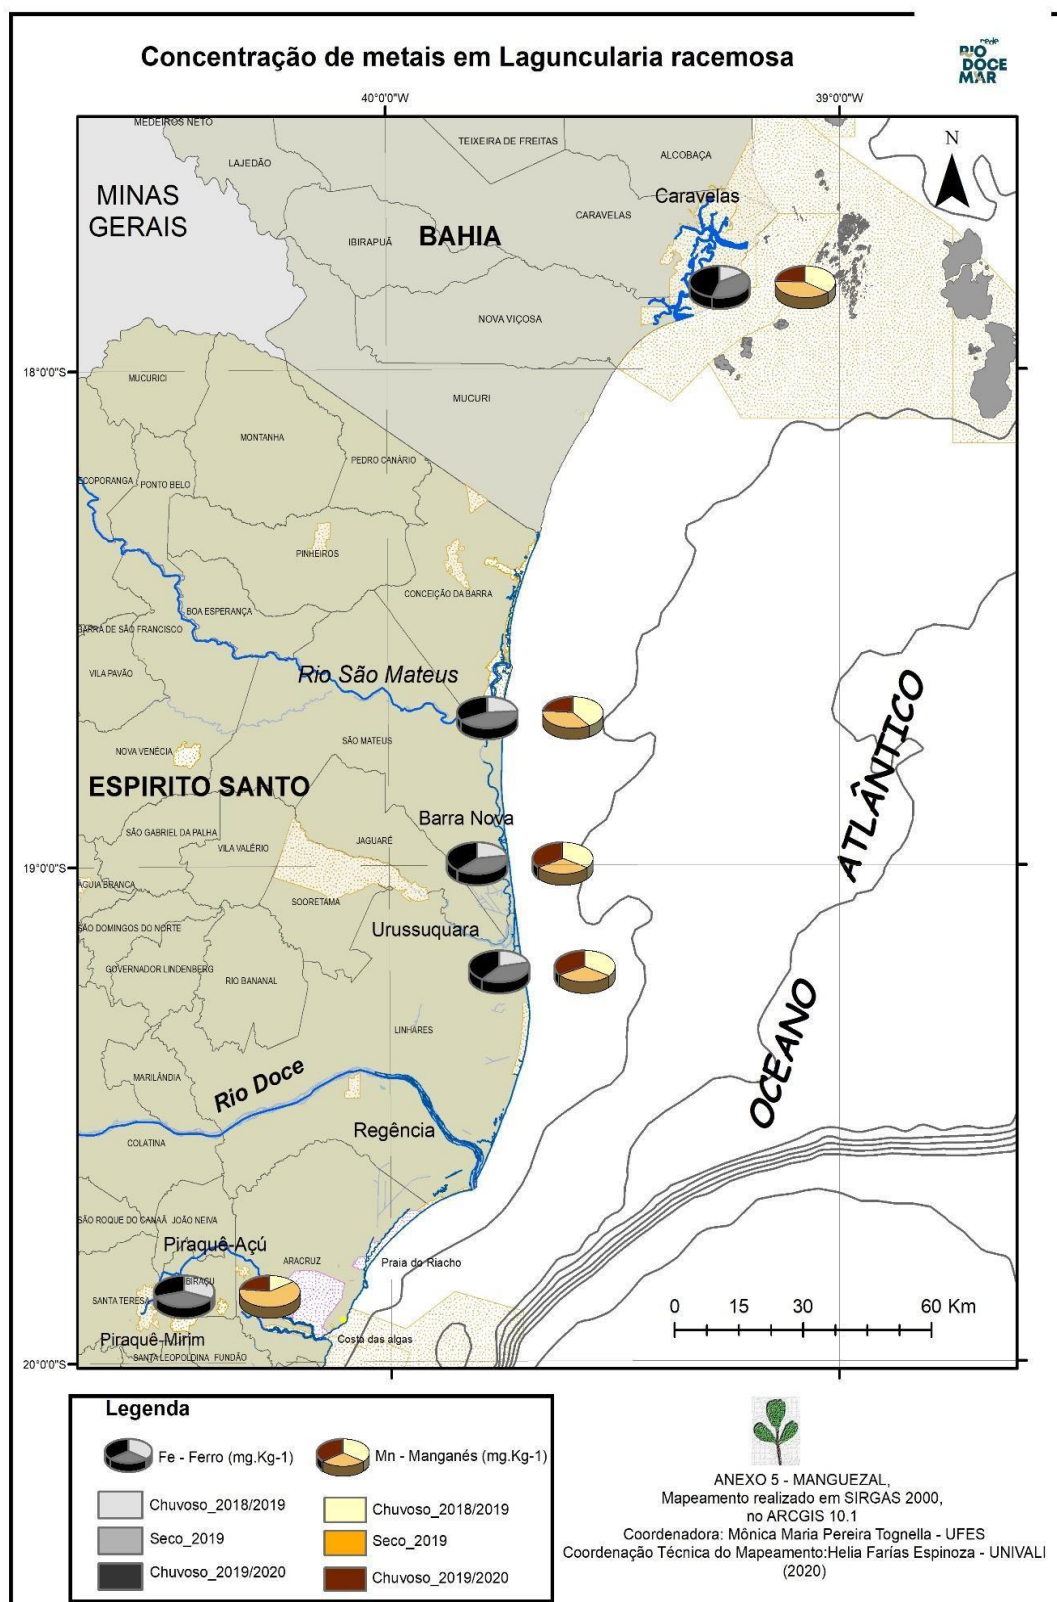 Concentração de metais em Laguncularia racemosa
rede
RIO
DOCE
MAR
40°0'0"W
39°0'0"W
MEDEIROS NETO
TEIXEIRA DE FREITAS
LAJEDÃO
ALCOBAÇA
N
MINAS
GERAIS
Caravelas
CARAVELAS
BAHIA
IBIRAPUÃ
NOVA VIÇOSA
18°0'0"S
MUCURICI
MUCURI
MONTANHA
PEDRO CANÁRIO
ECOPORANGA
PONTO BELO
PINHEIROS
CONCEIÇÃO DA BARRA
BOA ESPERANÇA
BARRA DE SÃO FRANCISCO
VILA PAVÃO
Rio São Mateus
SÃO MATEUS
NOVA VENÉCIA
ESPIRITO SANTO
ATLÂNTICO
Barra Nova
SÃO GABRIEL DA PALHA
JAGUARÉ
VILA VALÉRIO
19°0'0"S
AGUIA BRANCA
SOORETAMA
SÃO DOMINGOS DO NORTE
Urussuquara
GOVERNADOR LINDENBERG
RIO BANANAL
LINHARES
OCEANO
MARILÂNDIA
Rio Doce
Regência
COLATINA
SÃO ROQUE DO CANAÃ
JOÃO NEIVA
Piraquê-Açú
ARACRUZ
Praia do Riacho
IBIRAÇU
SANTA TERESA
0 15 30 60 Km
Piraquê-Mirim
Costa das algas
SANTA LEOPOLDINA
FUNDÃO
20°0'0"S
Legenda
Fe - Ferro (mg.Kg-1)
Mn - Manganés (mg.Kg-1)
Chuvoso_2018/2019
Chuvoso_2018/2019
Seco_2019
Seco_2019
Chuvoso_2019/2020
Chuvoso_2019/2020
ANEXO 5 - MANGUEZAL,
Mapeamento realizado em SIRGAS 2000,
no ARCGIS 10.1
Coordenadora: Mônica Maria Pereira Tognella - UFES
Coordenação Técnica do Mapeamento:Helia Farías Espinoza - UNIVALI
(2020)